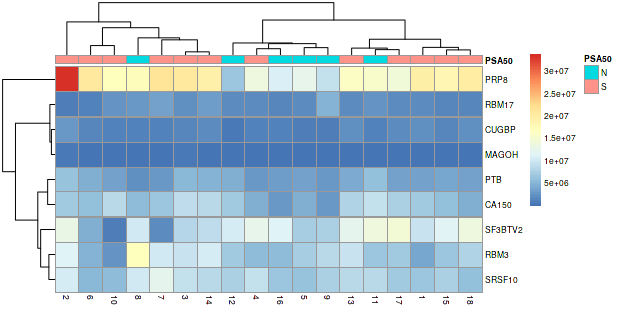 PSA50
PSA50
N
S
PRP8
RBM17
CUGBP
MAGOH
PTB
CA150
SF3BTV2
RBM3
SRSF10
3e+07
2.5e+07
2e+07
1.5e+07
1e+07
5e+06
2 6 10 8 7 3 14 12 4 16 5 9 13 11 17 1 15 18